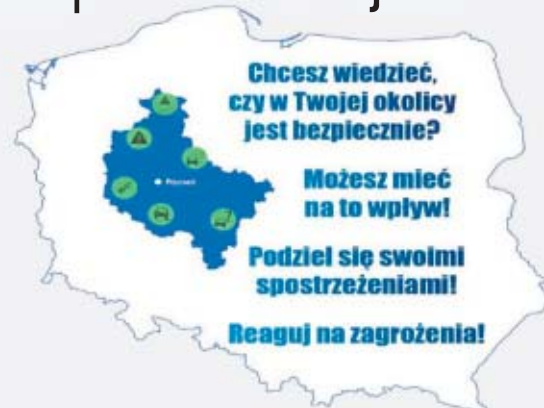 Chcesz wiedzieć,
czy w Twojej okolicy
jest bezpiecznie?
Poznań
Możesz mieć
na to wpływ!
Podziel się swoimi
spostrzeżeniami!
Reaguj na zagrożenia!